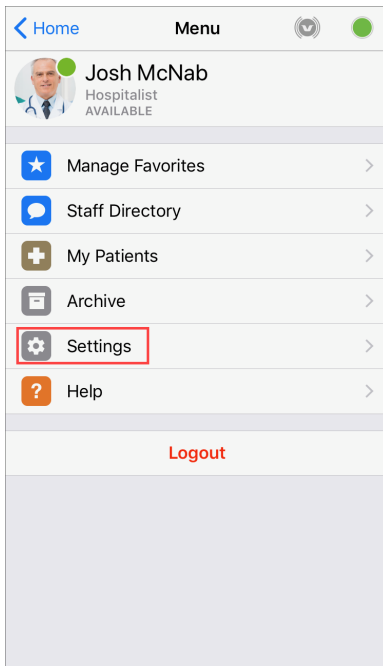 Home Menu
Josh McNab
Hospitalist
AVAILABLE
Manage Favorites
Staff Directory
My Patients
Archive
Settings
? Help
Logout